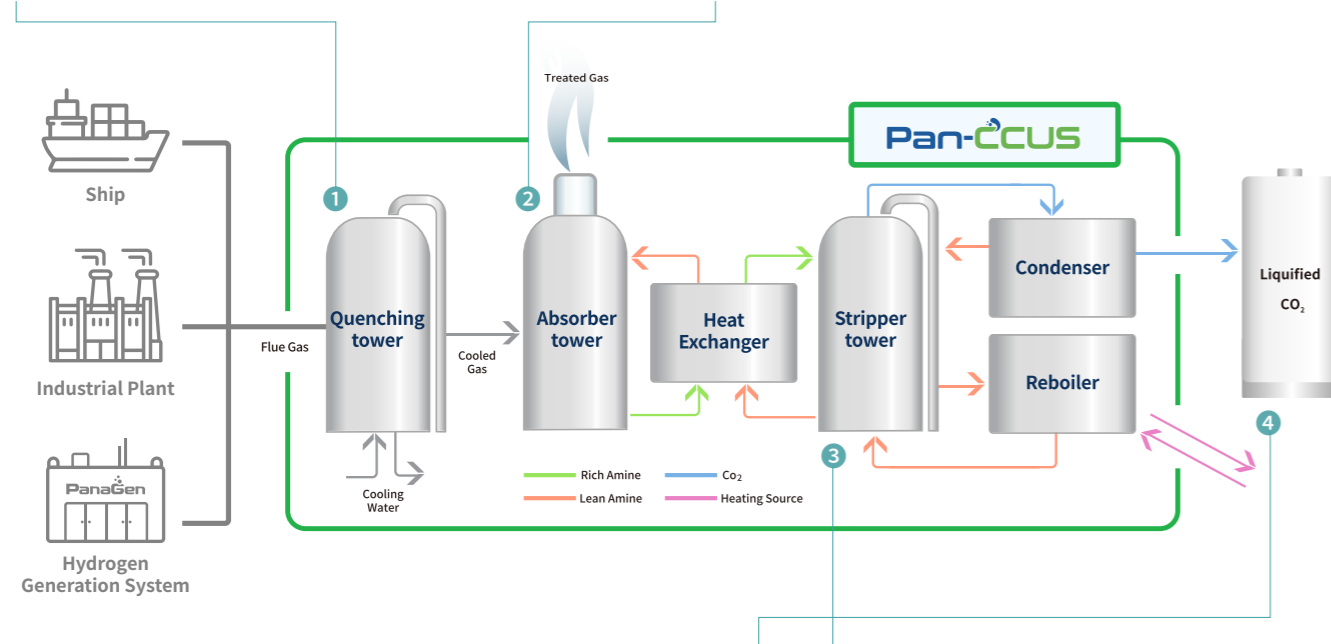 Treated Gas
Pan-CCUS
Ship
1
2
Quenching
tower
Absorber
tower
Heat
Exchanger
Stripper
tower
Condenser
Liquified
CO₂
Flue Gas
Cooled
Gas
Industrial Plant
Reboiler
4
3
PanaGen
Cooling
Water
Rich Amine
Co₂
Lean Amine
Heating Source
Hydrogen
Generation System